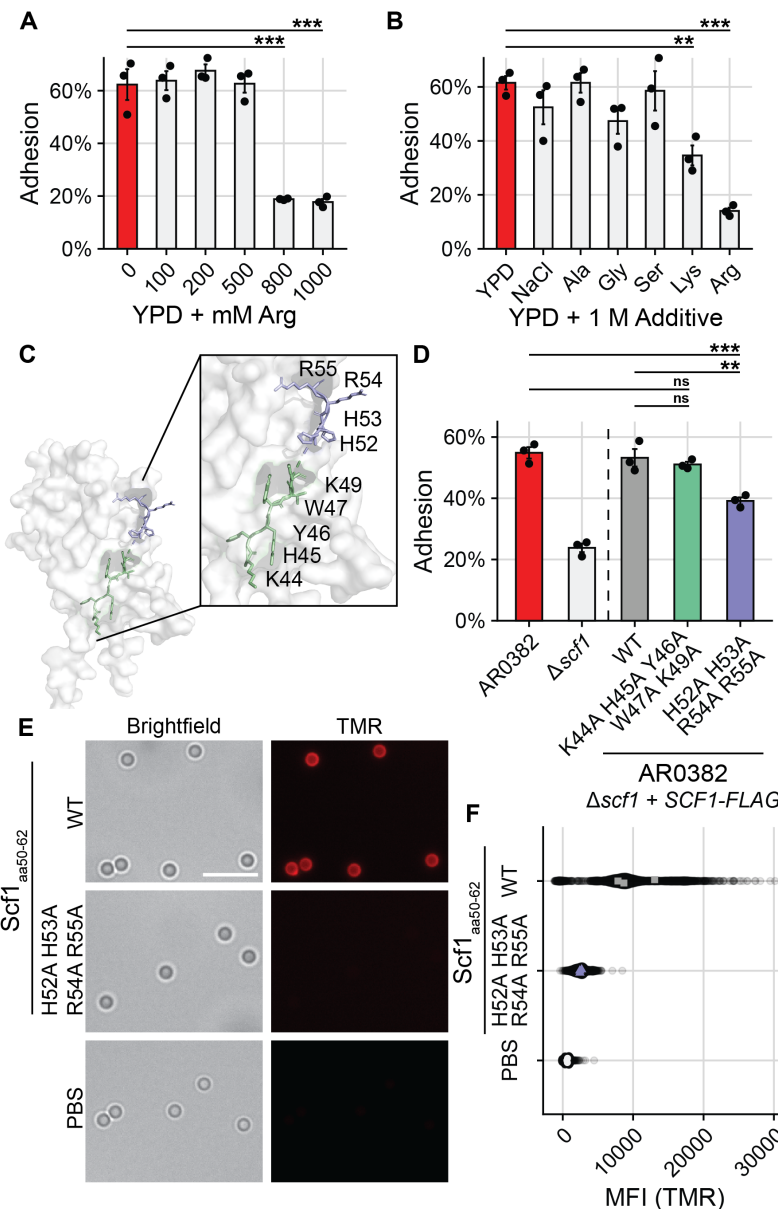 A
***
***
Adhesion
60%
40%
20%
0%
0
100
200
500
800
1000
YPD + mM Arg
B
***
**
Adhesion
60%
40%
20%
0%
YPD
NaCl
Ala
Gly
Ser
Lys
Arg
YPD + 1 M Additive
C
R55
R54
H53
H52
K49
W47
Y46
H45
K44
D
***
**
ns
ns
Adhesion
60%
40%
20%
0%
AR0382
Δscf1
WT
K44A H45A Y46A
W47A K49A
H52A H53A
R54A R55A
AR0382
Δscf1 + SCF1-FLAG
E
Brightfield
TMR
Scf1aa50-62
WT
H52A H53A
R54A R55A
PBS
F
Scf1aa50-62
WT
H52A H53A
R54A R55A
PBS
0
10000
20000
30000
MFI (TMR)